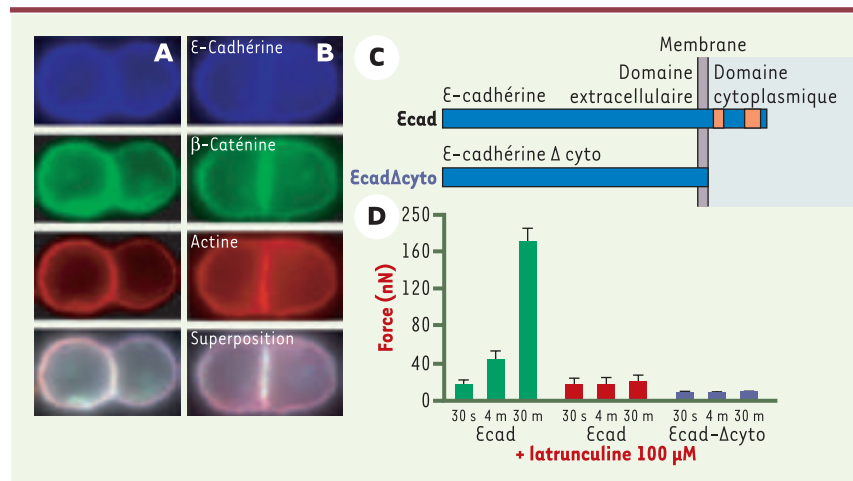 A
B
ε-Cadhérine
β-Caténine
Actine
Superposition
C
Membrane
Domaine extracellulaire
Domaine cytoplasmique
ε-cadhérine
Ecad
ε-cadhérine Δ cyto
EcadΔcyto
D
Force (nN)
250
160
120
80
40
0
30 s 4 m 30 m
30 s 4 m 30 m
30 s 4 m 30 m
Ecad
Ecad
Ecad-Δcyto
+ latrunculine 100 µM